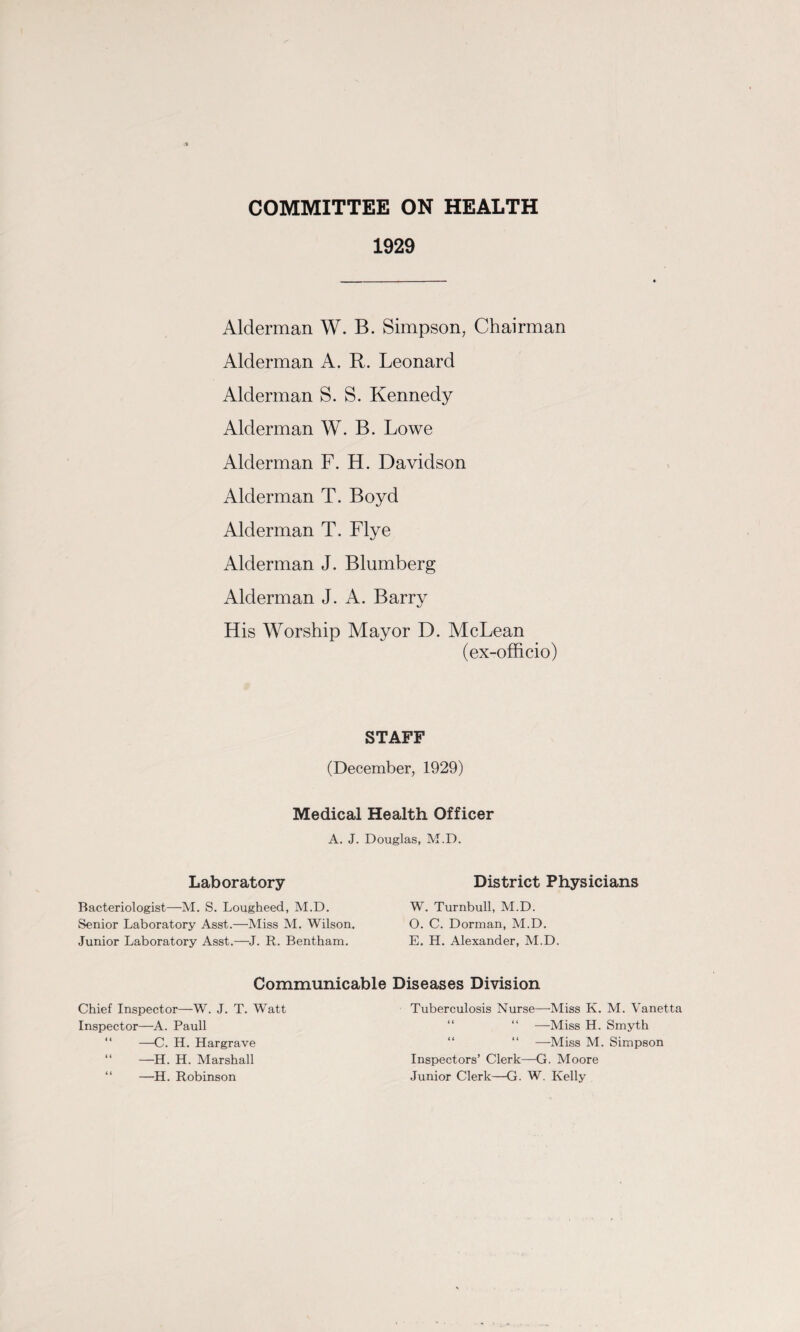 COMMITTEE ON HEALTH
1929
Alderman W. B. Simpson, Chairman
Alderman A. R. Leonard
Alderman S. S. Kennedy
Alderman W. B. Lowe
Alderman F. H. Davidson
Alderman T. Boyd
Alderman T. Flye
Alderman J. Blumberg
Alderman J. A. Barry
His Worship Mayor D. McLean
(ex-officio)
STAFF
(December, 1929)
Medical Health Officer
A. J. Douglas, M.D.
Laboratory
Bacteriologist—M. S. Lougheed, M.D.
Senior Laboratory Asst.—Miss M. Wilson.
Junior Laboratory Asst.—J. R. Bentham.
District Physicians
W. Turnbull, M.D.
O. C. Dorman, M.D.
E. H. Alexander, M.D.
Communicable Diseases Division
Chief Inspector—W. J. T. Watt
Inspector—A. Paull
“ —C. H. Hargrave
“ —H. H. Marshall
“ —H. Robinson
Tuberculosis Nurse—Miss K. M. Vanetta
“ “ —Miss H. Smyth
“ “ —Miss M. Simpson
Inspectors’ Clerk—G. Moore
Junior Clerk—G. W. Kelly